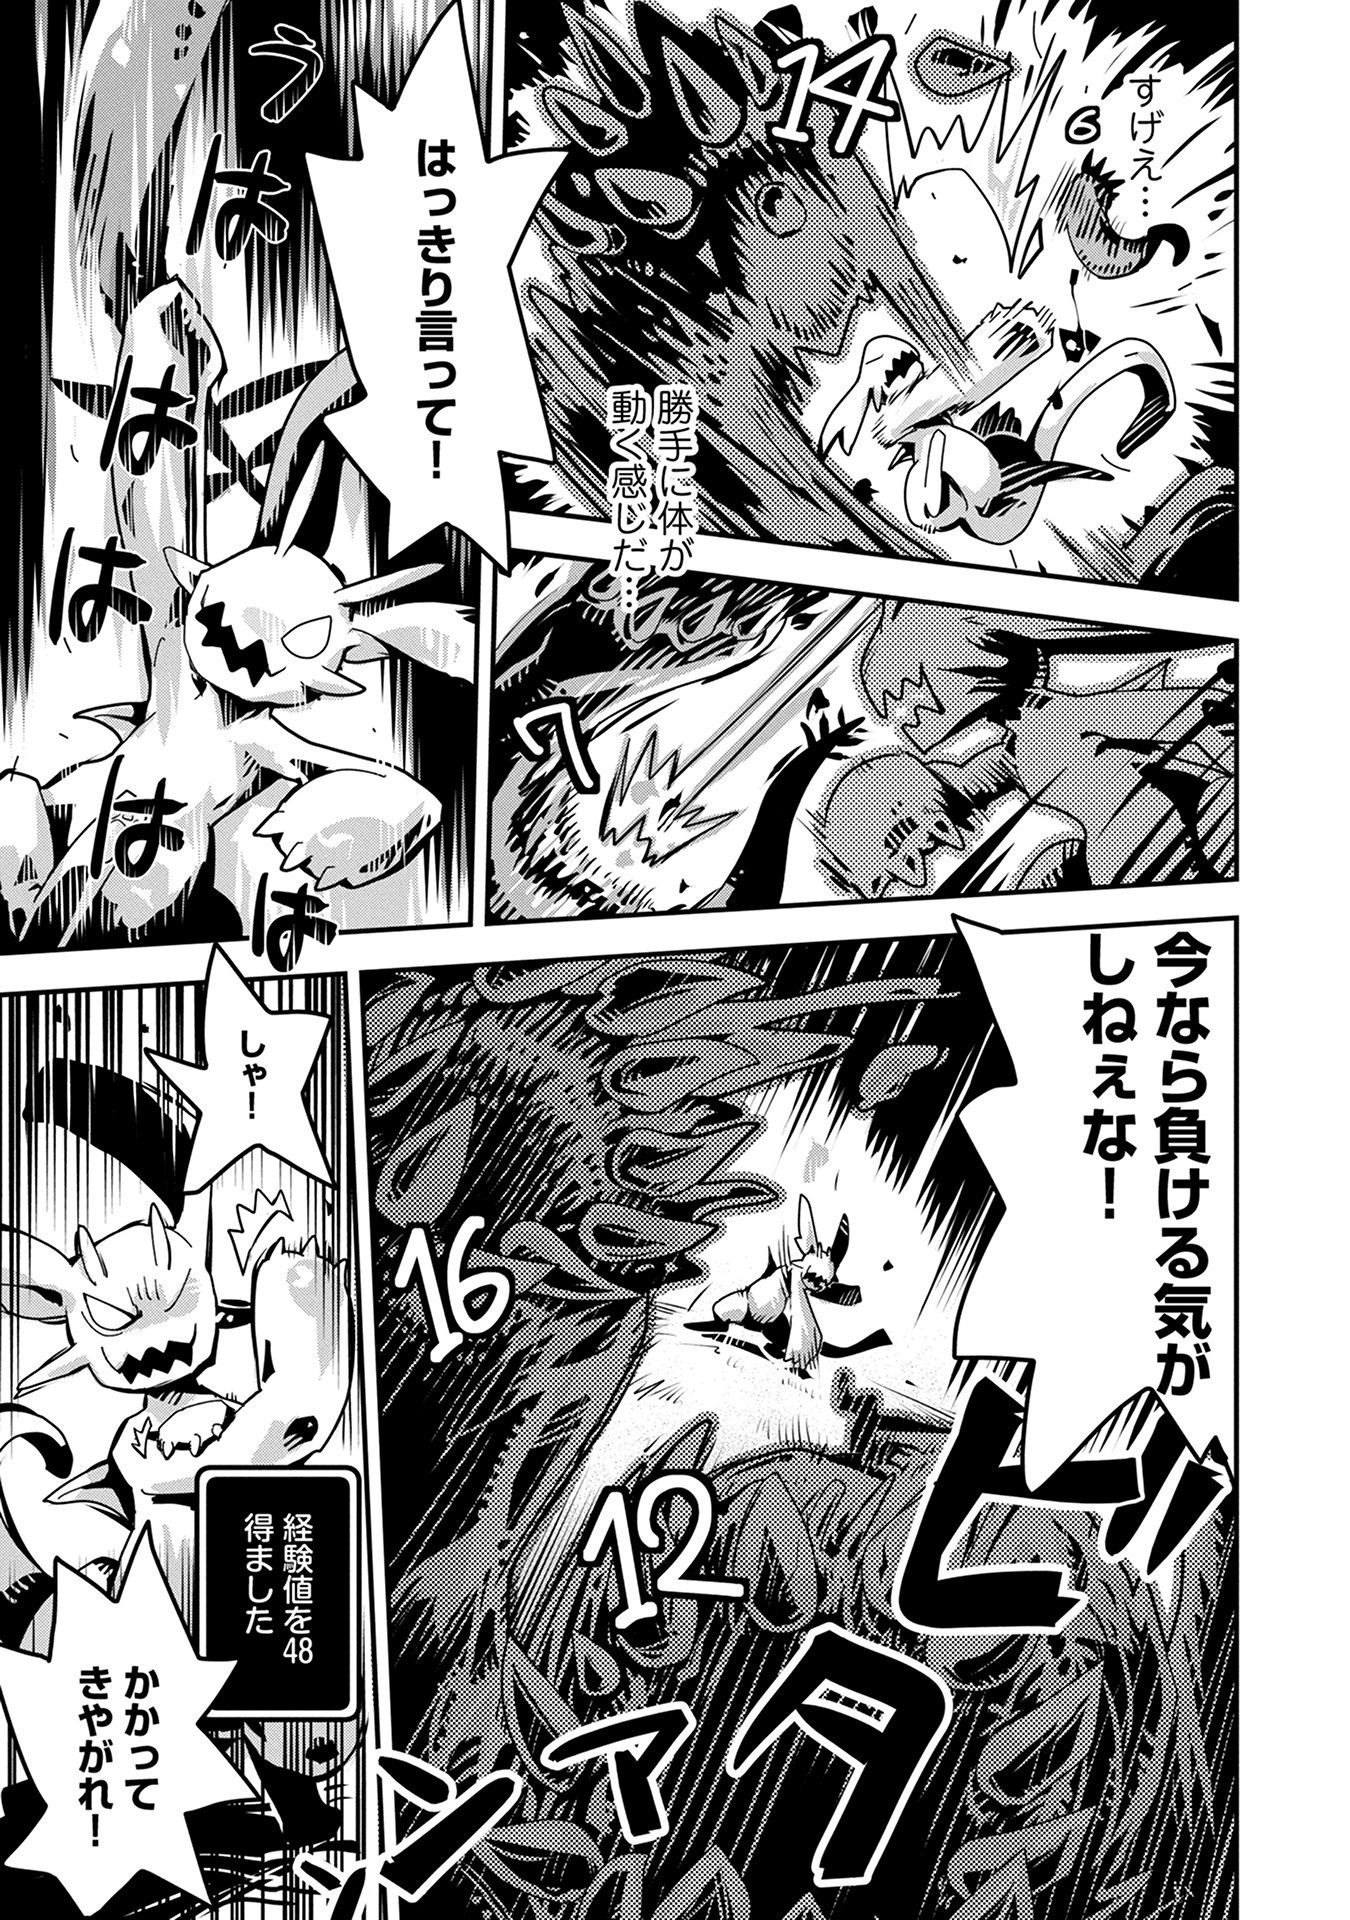 すげえ…
6
14
勝手に体が
動く感じだ…
7
うはははははは
はっきり言って！
今なら負ける気が
しねぇな！
16
12
ビタァンッ
しゃ！
経験値を48
得ました
かかって
きやがれ！